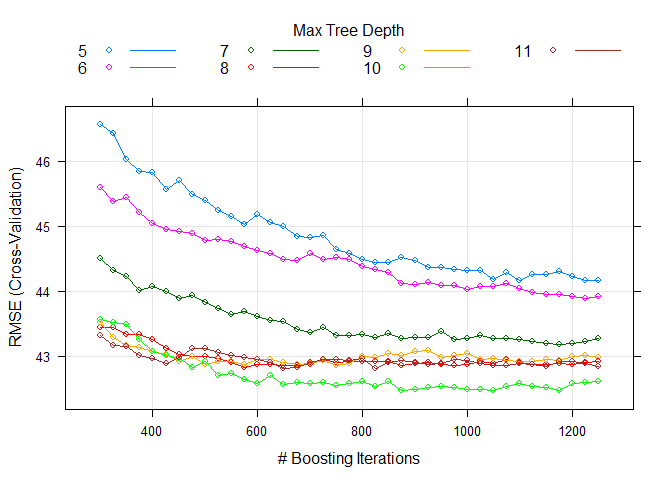 Max Tree Depth
5 7 9 11
6 8 10
46
45
44
43
RMSE (Cross-Validation)
400 600 800 1000 1200
# Boosting Iterations